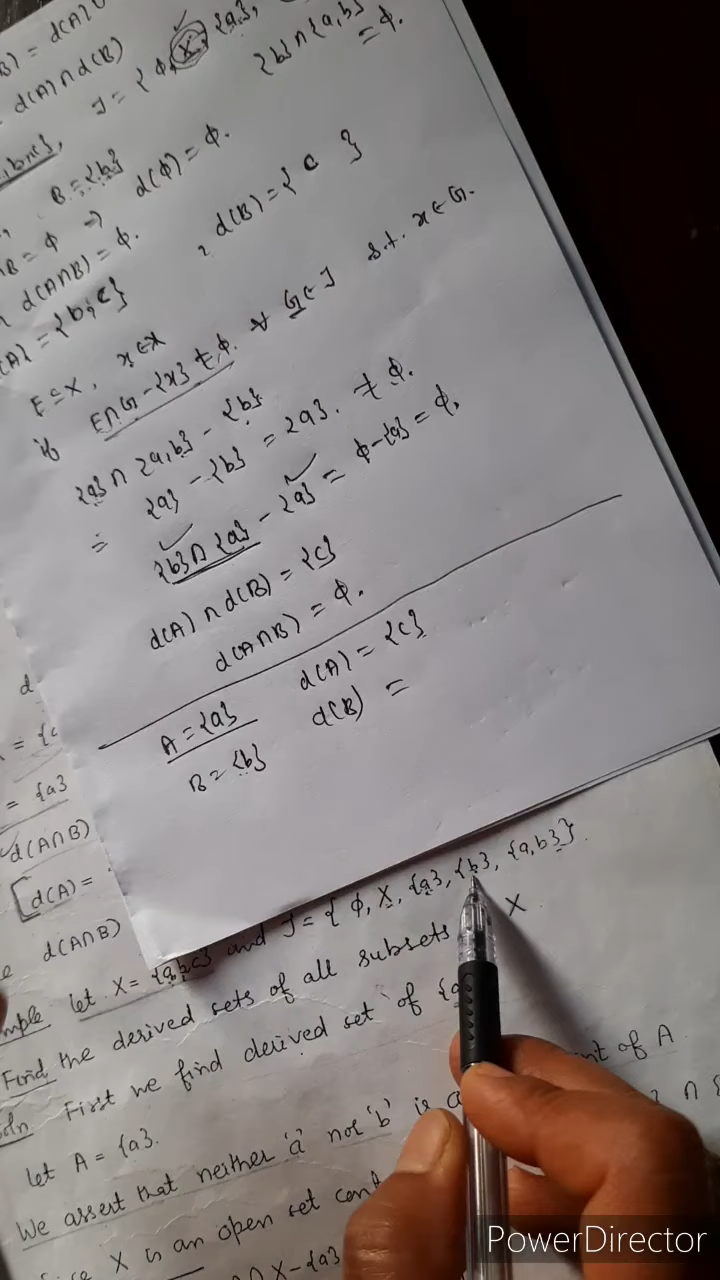 B) = d(A) U
d(A) ∩ d(B)
J = { ϕ, X, {a},
{b} ∩ {a,b} = ϕ.
B = {b}
∩B = ϕ ⇒ d(ϕ) = ϕ.
d(A∩B) = ϕ.
(A) = {b, c} , d(B) = { c }
E ⊆ X, x ∈ X
if E∩G - {x} ≠ ϕ. ∀ G ∈ J s.t. x ∈ G.
{a} ∩ {a,b} - {b}
= {a} - {b} = {a}. ≠ ϕ.
{b} ∩ {a} - {a} = ϕ - {a} = ϕ.
d(A) ∩ d(B) = {c}
d(A∩B) = ϕ.
A = {a} d(A) = {c}
B = {b} d(B) =
= {a}
d(A∩B)
d(A) =
d(A∩B)
let X = {a,b,c} and J = { ϕ, X, {a}, {b}, {a,b} }.
Find the derived sets of all subsets X.
First we find derived set of {a
let A = {a}.
We assert that neither 'a' nor 'b' is a of A.
X is an open set
∩ X - {a}
PowerDirector